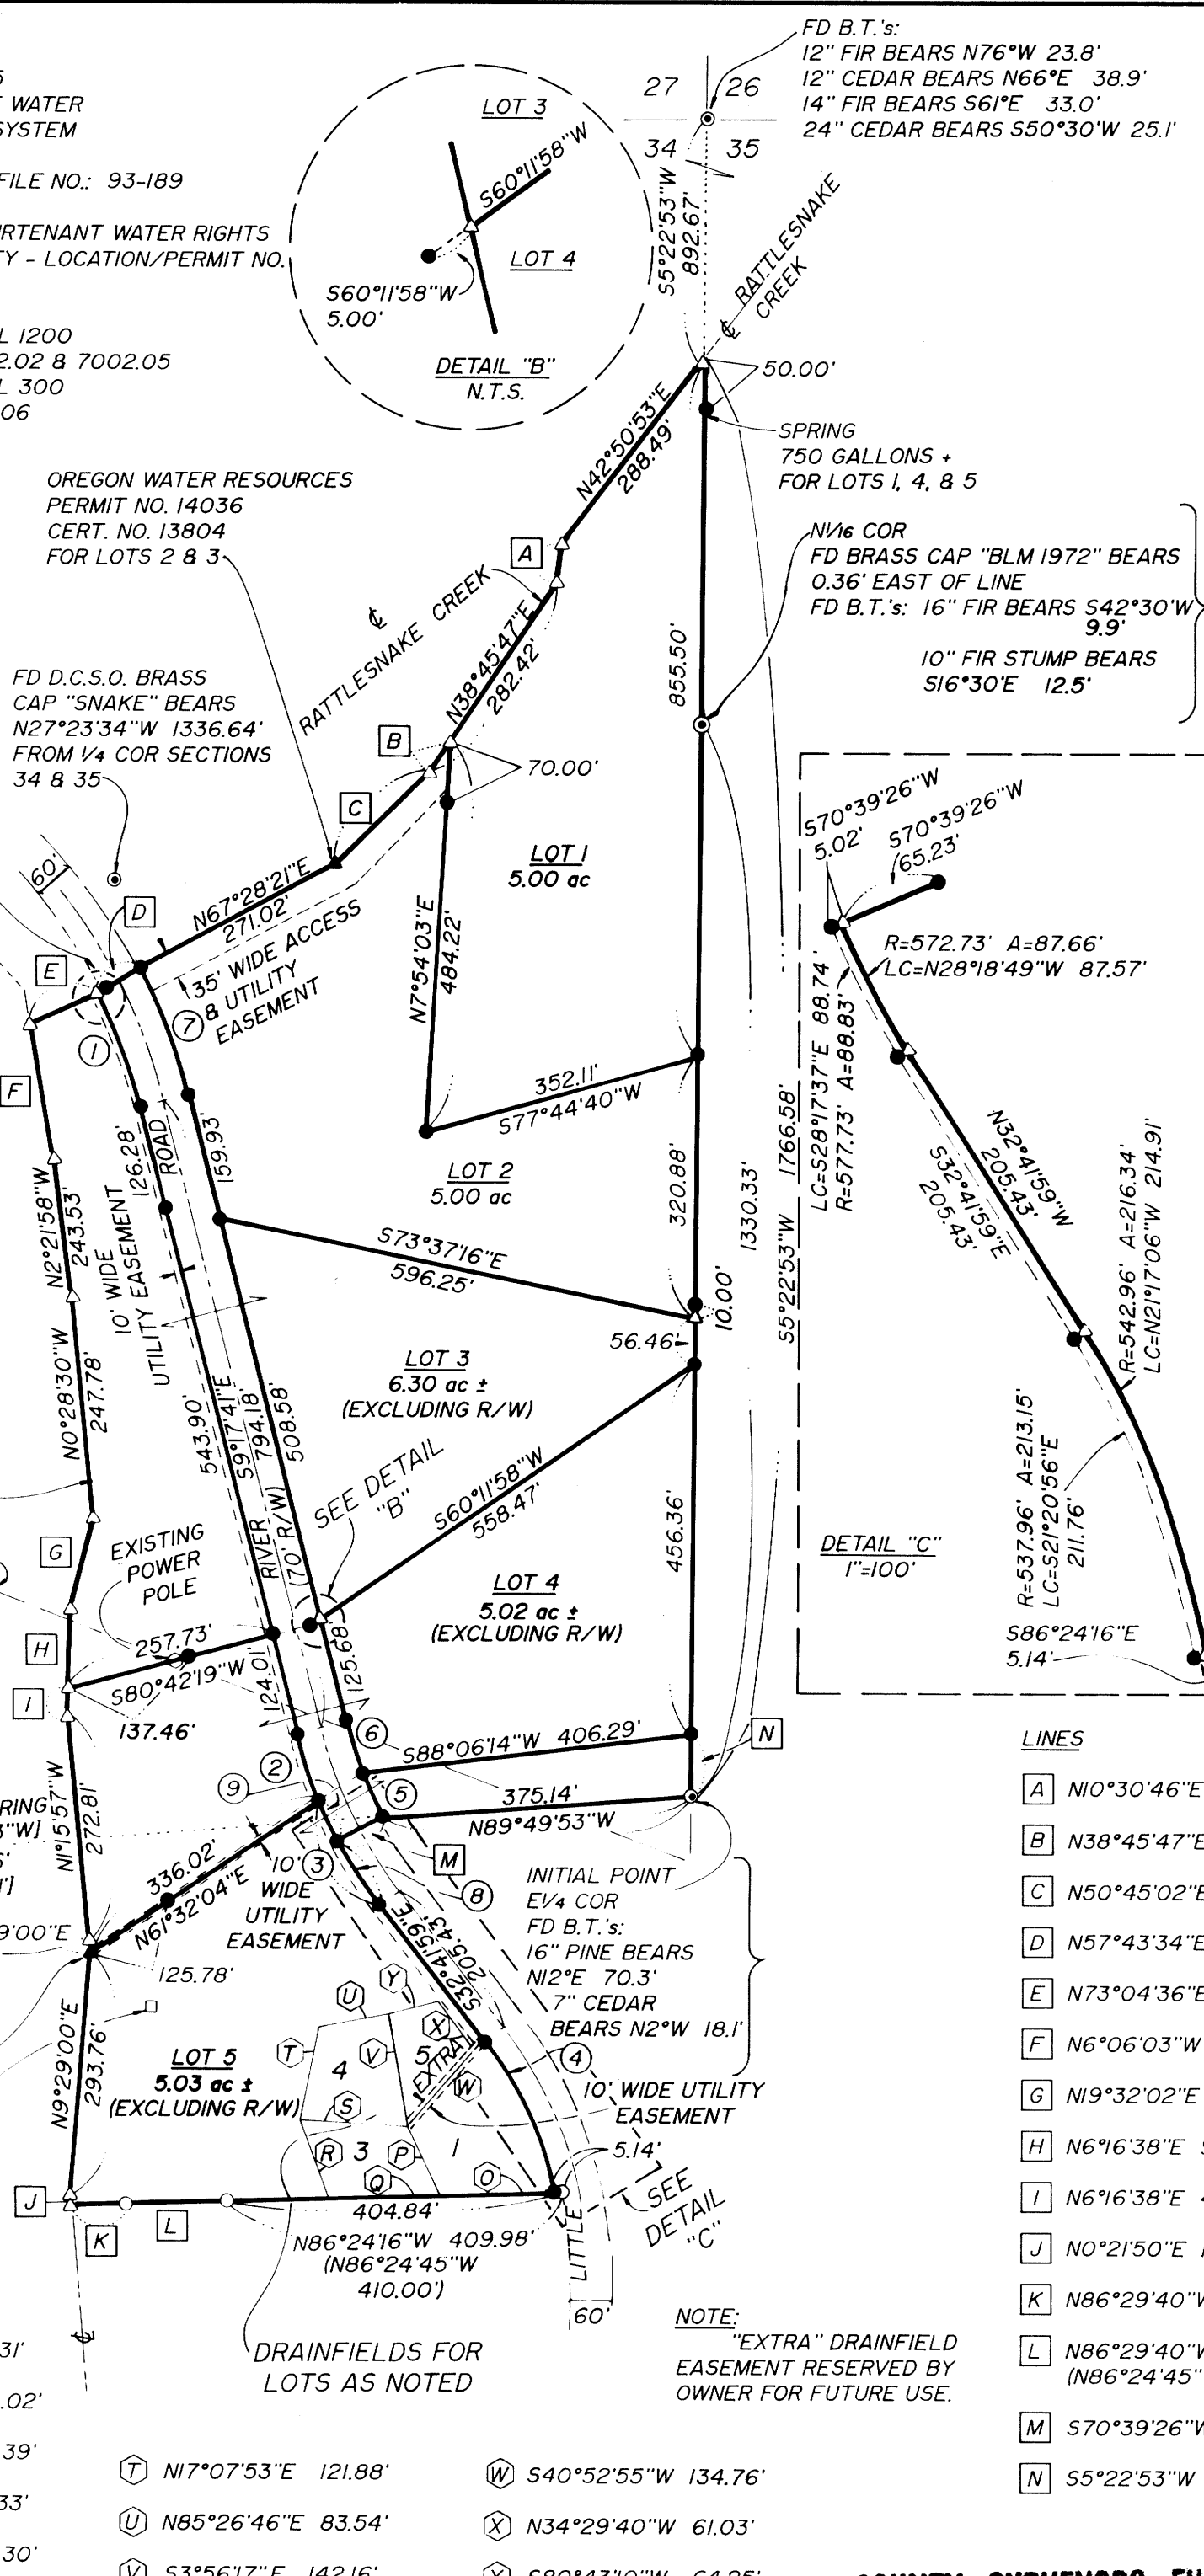 FD B.T.'s:
12" FIR BEARS N76°W 23.8'
12" CEDAR BEARS N66°E 38.9'
14" FIR BEARS S61°E 33.0'
24" CEDAR BEARS S50°30'W 25.1'
27 26
34 35
WATER
SYSTEM
FILE NO.: 93-189
WATER RIGHTS
- LOCATION/PERMIT NO.
1200
& 7002.05
300
06
LOT 3
S60°11'58"W
LOT 4
S60°11'58"W
5.00'
DETAIL "B"
N.T.S.
S5°22'53"W
892.67'
RATTLESNAKE
CREEK
50.00'
SPRING
750 GALLONS +
FOR LOTS 1, 4, & 5
N42°50'53"E
288.49'
OREGON WATER RESOURCES
PERMIT NO. 14036
CERT. NO. 13804
FOR LOTS 2 & 3
A
N1/16 COR
FD BRASS CAP "BLM 1972" BEARS
0.36' EAST OF LINE
FD B.T.'s: 16" FIR BEARS S42°30'W
9.9'
10" FIR STUMP BEARS
S16°30'E 12.5'
℄
RATTLESNAKE CREEK
N38°45'47"E
282.42'
855.50'
FD D.C.S.O. BRASS
CAP "SNAKE" BEARS
N27°23'34"W 1336.64'
FROM 1/4 COR SECTIONS
34 & 35
B
70.00'
C
LOT 1
5.00 ac
60'
D
N67°28'21"E
271.02'
35' WIDE ACCESS
& UTILITY
EASEMENT
7
E
1
F
N7°54'03"E
484.22'
352.11'
S77°44'40"W
LOT 2
5.00 ac
126.28'
ROAD
159.93'
N2°21'58"W
243.53'
10' WIDE
UTILITY EASEMENT
S73°37'16"E
596.25'
320.88'
1330.33'
S5°22'53"W 1766.58'
10.00'
56.46'
LOT 3
6.30 ac ±
(EXCLUDING R/W)
N0°28'30"W
247.78'
543.90'
S9°17'41"E
794.18'
508.58'
RIVER
(70' R/W)
SEE DETAIL
"B"
S60°11'58"W
558.47'
456.36'
S70°39'26"W
5.02'
S70°39'26"W
65.23'
R=572.73' A=87.66'
LC=N28°18'49"W 87.57'
LC=S28°17'37"E 88.74'
R=577.73' A=88.83'
N32°41'59"W
205.43'
S32°41'59"E
205.43'
R=542.96' A=216.34'
LC=N21°17'06"W 214.91'
R=537.96' A=213.15'
LC=S21°20'56"E
211.76'
DETAIL "C"
1"=100'
S86°24'16"E
5.14'
G
EXISTING
POWER
POLE
LOT 4
5.02 ac ±
(EXCLUDING R/W)
H
257.73'
S80°42'19"W
137.46'
I
124.01'
125.68'
6
S88°06'14"W 406.29'
N
2
9
5
375.14'
N89°49'53"W
N1°15'57"W
272.81'
336.02'
N61°32'04"E
10'
WIDE
UTILITY
EASEMENT
3
M
8
125.78'
INITIAL POINT
E1/4 COR
FD B.T.'s:
16" PINE BEARS
N12°E 70.3'
7" CEDAR
BEARS N2°W 18.1'
S32°41'59"E
205.43'
N9°29'00"E
293.76'
LOT 5
5.03 ac ±
(EXCLUDING R/W)
U
Y
T
4
V
5
X
EXTRA
W
S
R
3
P
1
Q
O
4
10' WIDE UTILITY
EASEMENT
5.14'
SEE
DETAIL
"C"
J
K
L
404.84'
N86°24'16"W 409.98'
(N86°24'45"W
410.00')
LITTLE
60'
℄
DRAINFIELDS FOR
LOTS AS NOTED
NOTE:
"EXTRA" DRAINFIELD
EASEMENT RESERVED BY
OWNER FOR FUTURE USE.
LINES
A N10°30'46"E
B N38°45'47"E
C N50°45'02"E
D N57°43'34"E
E N73°04'36"E
F N6°06'03"W
G N19°32'02"E
H N6°16'38"E
I N6°16'38"E
J N0°21'50"E
K N86°29'40"W
L N86°29'40"W
(N86°24'45"
M S70°39'26"W
N S5°22'53"W
T N17°07'53"E 121.88'
U N85°26'46"E 83.54'
V S3°56'17"E 142.16'
W S40°52'55"W 134.76'
X N34°29'40"W 61.03'